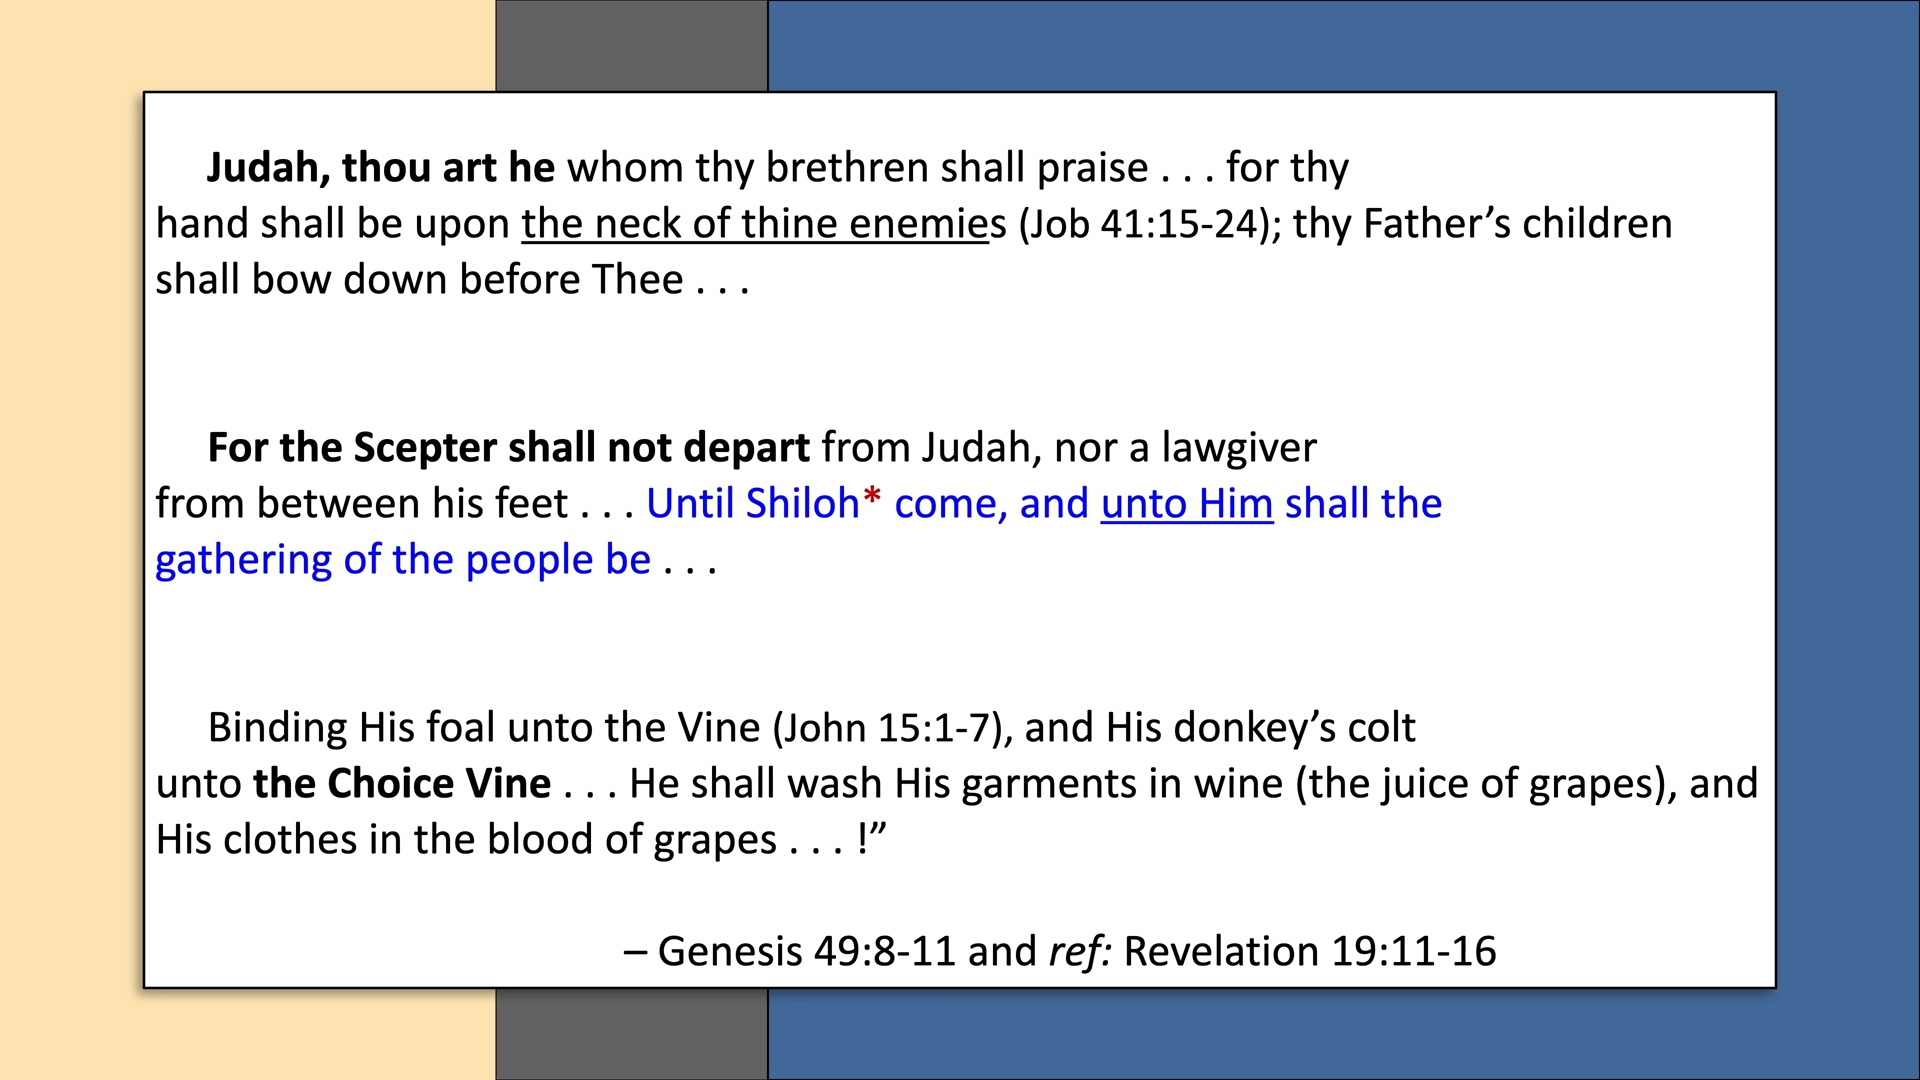 Judah, thou art he whom thy brethren shall praise . . . for thy
hand shall be upon the neck of thine enemies (Job 41:15-24); thy Father’s children
shall bow down before Thee . . .
For the Scepter shall not depart from Judah, nor a lawgiver
from between his feet . . . Until Shiloh* come, and unto Him shall the
gathering of the people be . . .
Binding His foal unto the Vine (John 15:1-7), and His donkey’s colt
unto the Choice Vine . . . He shall wash His garments in wine (the juice of grapes), and
His clothes in the blood of grapes . . . !”
– Genesis 49:8-11 and ref: Revelation 19:11-16